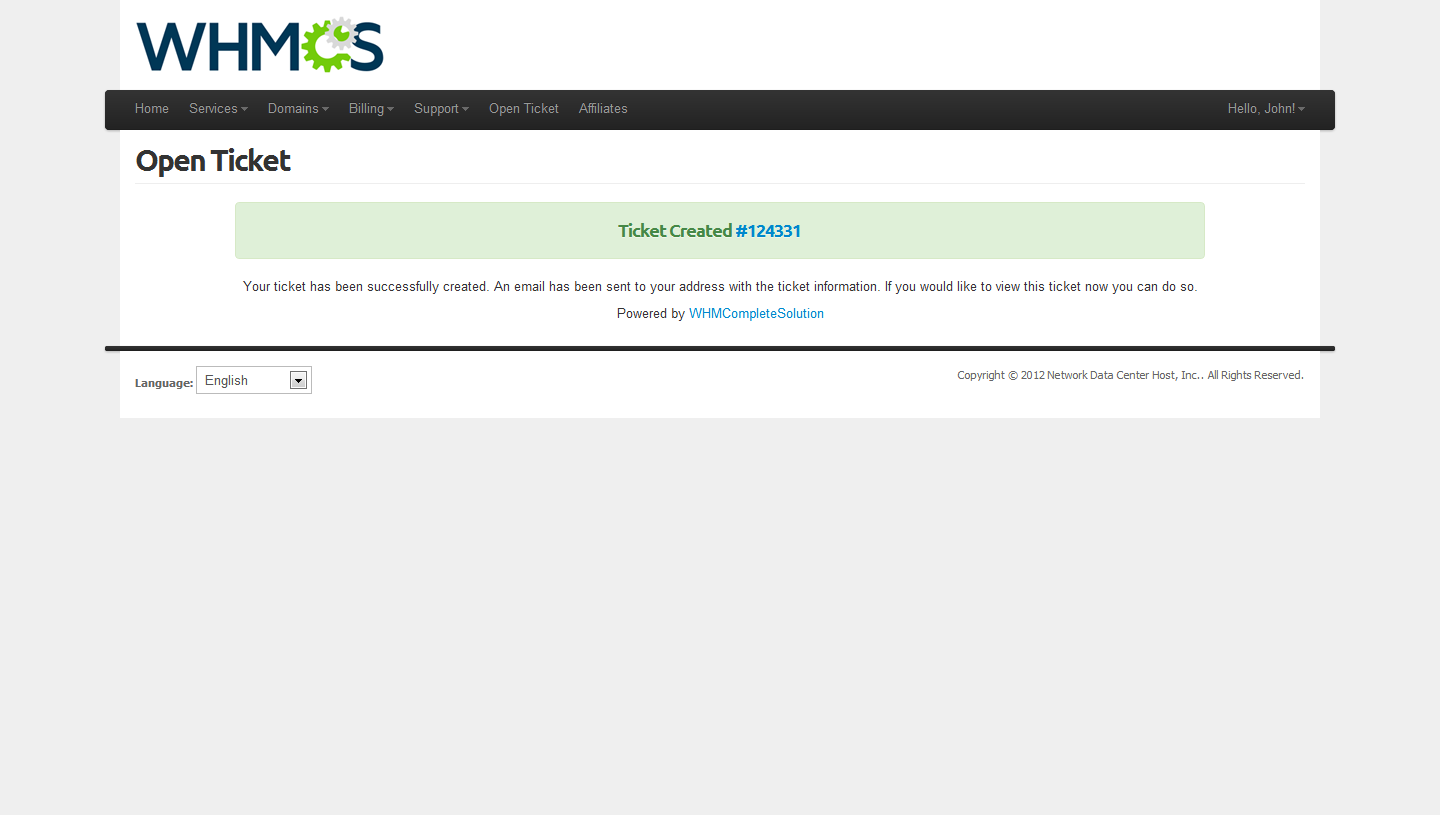 WHMCS
Home Services Domains Billing Support Open Ticket Affiliates Hello, John!
Open Ticket
Ticket Created #124331
Your ticket has been successfully created. An email has been sent to your address with the ticket information. If you would like to view this ticket now you can do so.
Powered by WHMCompleteSolution
Language: English
Copyright © 2012 Network Data Center Host, Inc.. All Rights Reserved.